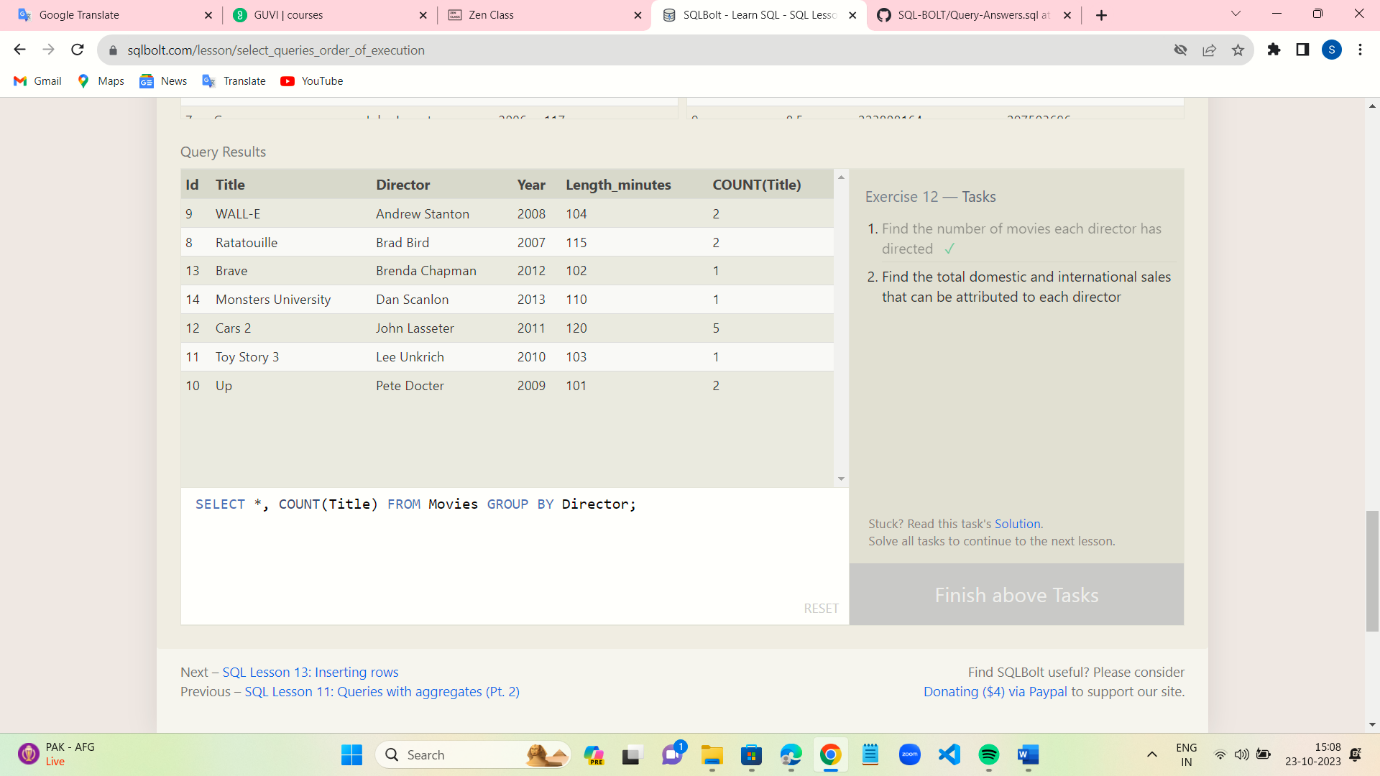 Google Translate
GUVI | courses
Zen Class
SQLBolt - Learn SQL - SQL Lesso
SQL-BOLT/Query-Answers.sql at
sqlbolt.com/lesson/select_queries_order_of_execution
S
Gmail
Maps
News
Translate
YouTube
Query Results
Id Title Director Year Length_minutes COUNT(Title)
9 WALL-E Andrew Stanton 2008 104 2
8 Ratatouille Brad Bird 2007 115 2
13 Brave Brenda Chapman 2012 102 1
14 Monsters University Dan Scanlon 2013 110 1
12 Cars 2 John Lasseter 2011 120 5
11 Toy Story 3 Lee Unkrich 2010 103 1
10 Up Pete Docter 2009 101 2
SELECT *, COUNT(Title) FROM Movies GROUP BY Director;
RESET
Exercise 12 — Tasks
1. Find the number of movies each director has
directed ✓
2. Find the total domestic and international sales
that can be attributed to each director
Stuck? Read this task's Solution.
Solve all tasks to continue to the next lesson.
Finish above Tasks
Next – SQL Lesson 13: Inserting rows
Previous – SQL Lesson 11: Queries with aggregates (Pt. 2)
Find SQLBolt useful? Please consider
Donating ($4) via Paypal to support our site.
PAK - AFG
Live
Search
PRE
1
zoom
ENG
IN
15:08
23-10-2023